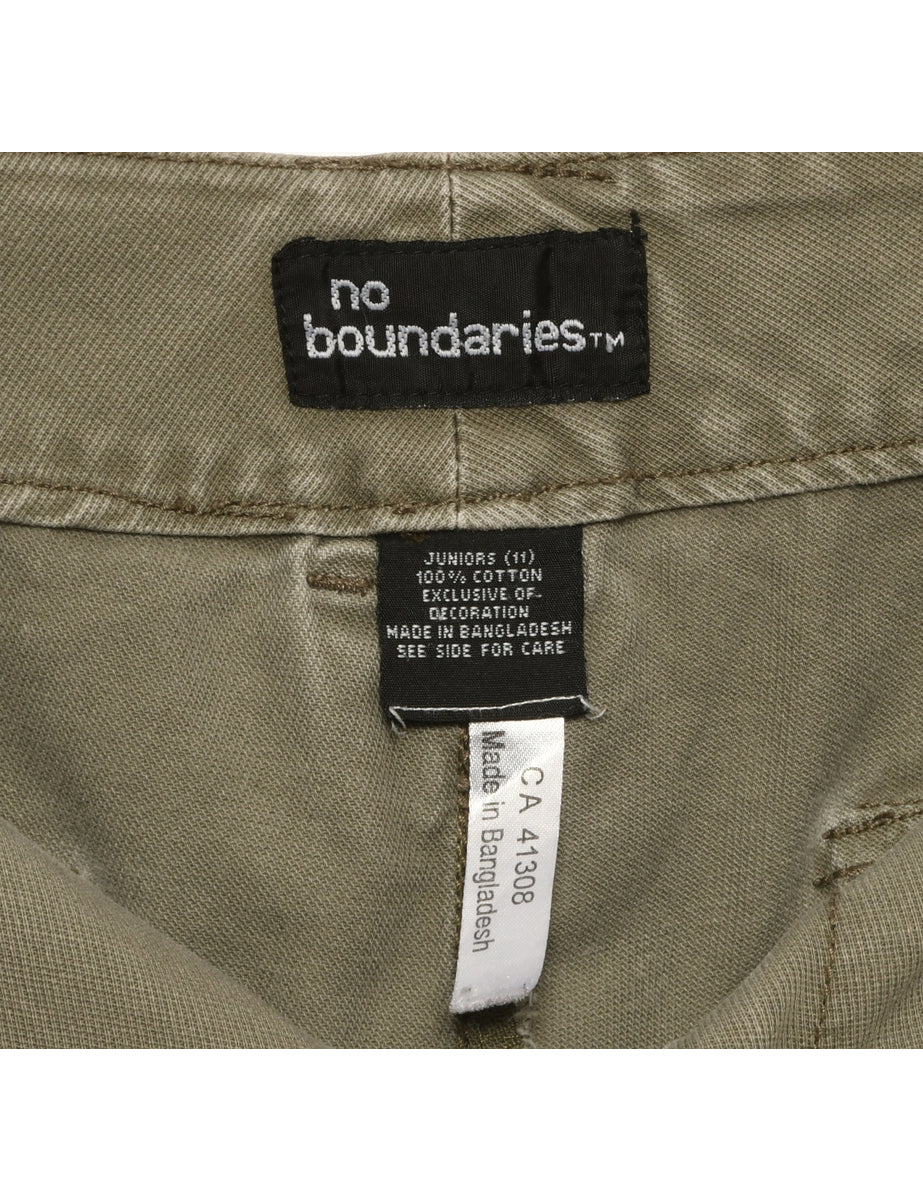 no
boundaries™
JUNIORS (11)
100% COTTON
EXCLUSIVE OF
DECORATION
MADE IN BANGLADESH
SEE SIDE FOR CARE
CA 41308
Made in Bangladesh